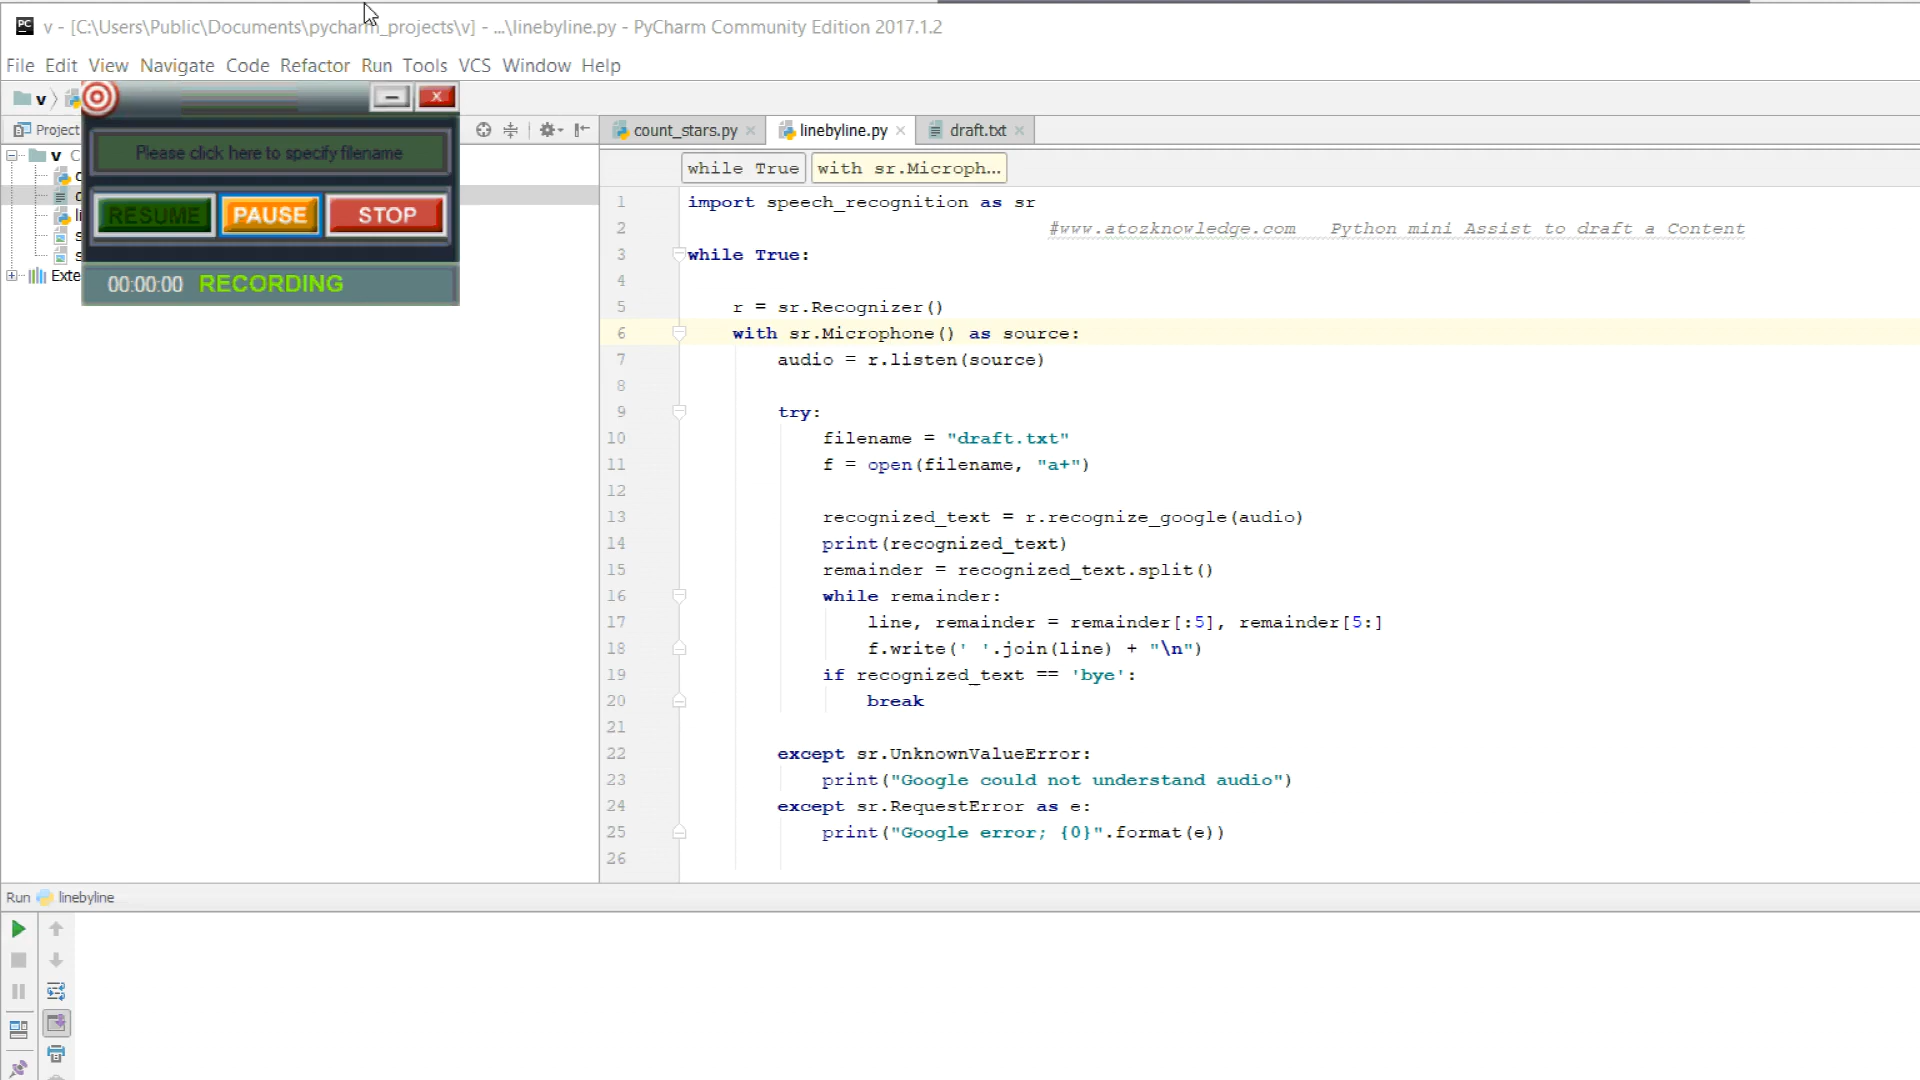 v - [C:\Users\Public\Documents\pycharm_projects\v] - ...\linebyline.py - PyCharm Community Edition 2017.1.2
File Edit View Navigate Code Refactor Run Tools VCS Window Help
v
Project
count_stars.py
linebyline.py
draft.txt
Please click here to specify filename
RESUME PAUSE STOP
00:00:00 RECORDING
v
Exte
while True
with sr.Microph...
1 import speech_recognition as sr
2 #www.atozknowledge.com Python mini Assist to draft a Content
3 while True:
4
5 r = sr.Recognizer()
6 with sr.Microphone() as source:
7 audio = r.listen(source)
8
9 try:
10 filename = "draft.txt"
11 f = open(filename, "a+")
12
13 recognized_text = r.recognize_google(audio)
14 print(recognized_text)
15 remainder = recognized_text.split()
16 while remainder:
17 line, remainder = remainder[:5], remainder[5:]
18 f.write(' '.join(line) + "\n")
19 if recognized_text == 'bye':
20 break
21
22 except sr.UnknownValueError:
23 print("Google could not understand audio")
24 except sr.RequestError as e:
25 print("Google error; {0}".format(e))
26
Run linebyline